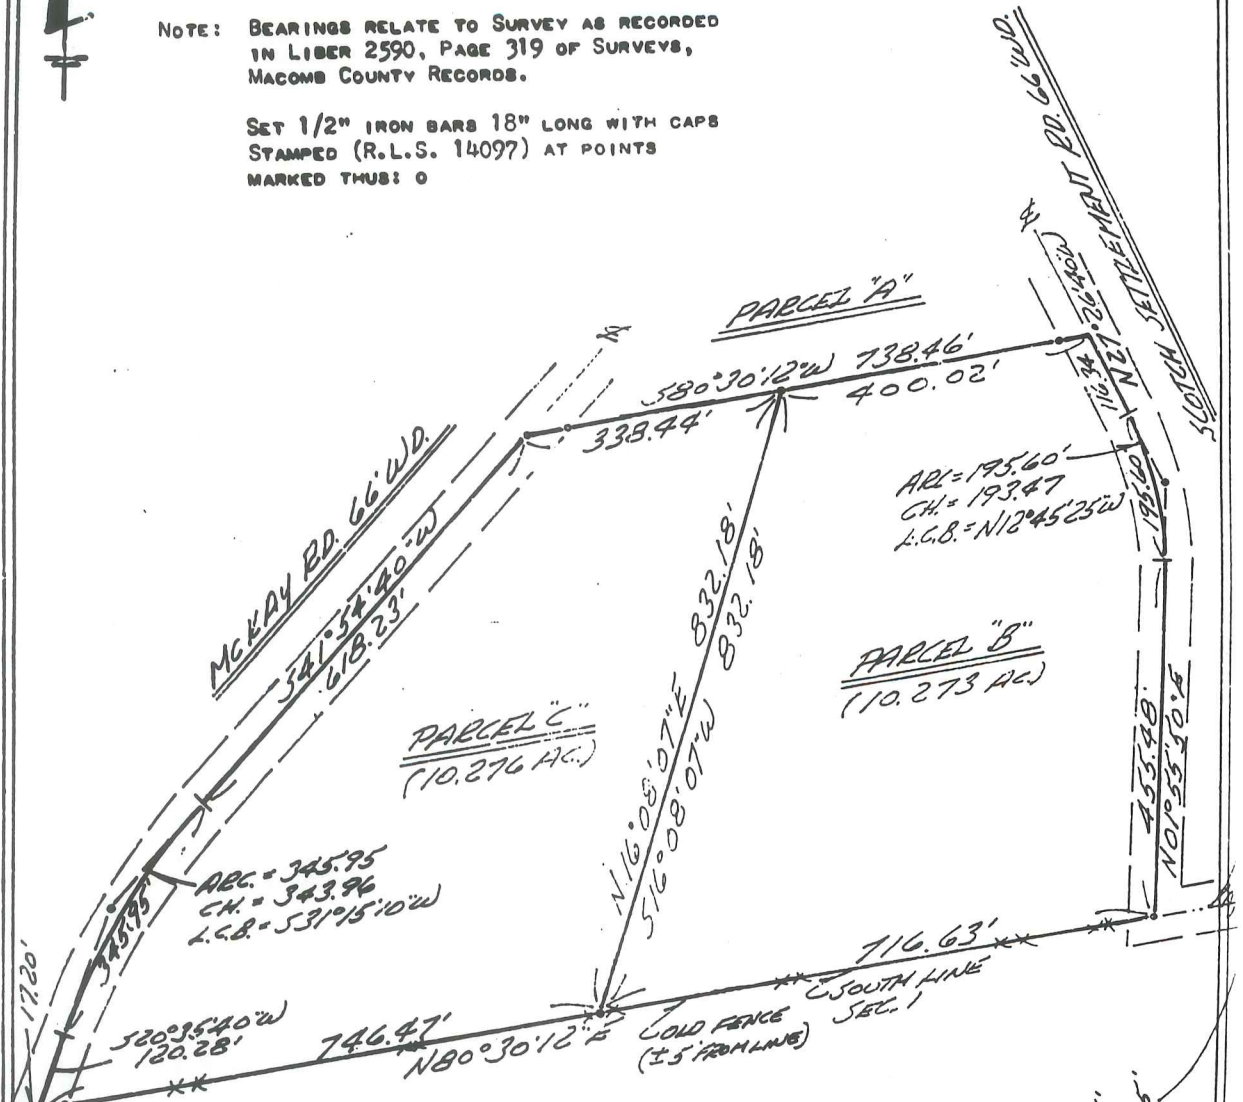 NOTE: BEARINGS RELATE TO SURVEY AS RECORDED
IN LIBER 2590, PAGE 319 OF SURVEYS,
MACOMB COUNTY RECORDS.
SET 1/2" IRON BARS 18" LONG WITH CAPS
STAMPED (R.L.S. 14097) AT POINTS
MARKED THUS: O
SCOTCH SETTLEMENT RD. 66' WD.
PARCEL "A"
S80°30'12"W 738.46'
338.44'
400.02'
N27°26'40"W
116.34
ARC=195.60'
CH.= 193.47
L.C.B.=N12°45'25"W
195.60'
MCKAY RD. 66' WD.
S41°54'40"W
618.23'
832.18'
832.18'
N16°08'07"E
S16°08'07"W
PARCEL "B"
(10.273 AC.)
PARCEL "C"
(10.276 AC.)
455.48'
N01°55'50"E
ARC.= 345.95
CH.= 343.96
L.C.B.= S31°15'10"W
345.95'
17.20'
S20°35'40"W
120.28'
746.47'
N80°30'12"E
716.63'
SOUTH LINE
SEC. 1
OLD FENCE
(±5' FROM LINE)